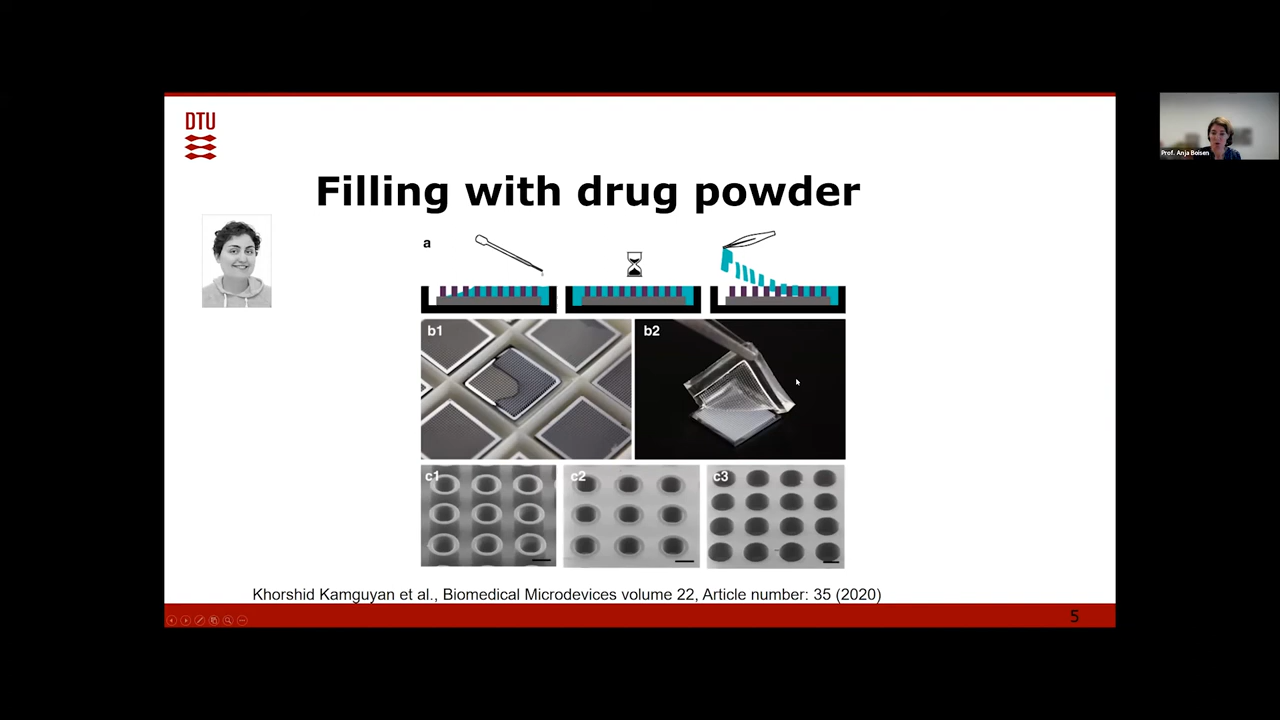 DTU
Filling with drug powder
a
b1
b2
c1
c2
c3
Khorshid Kamguyan et al., Biomedical Microdevices volume 22, Article number: 35 (2020)
5
Prof. Anja Boisen